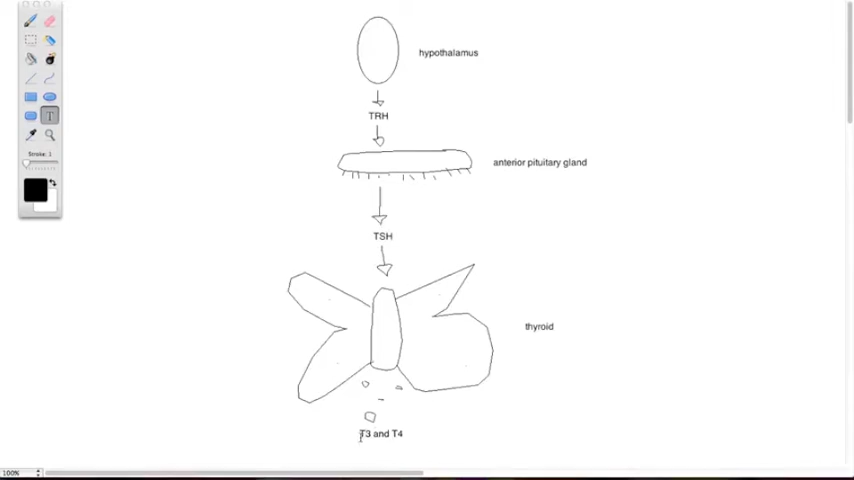 hypothalamus
TRH
anterior pituitary gland
TSH
thyroid
T3 and T4
T
Stroke: 1
100%